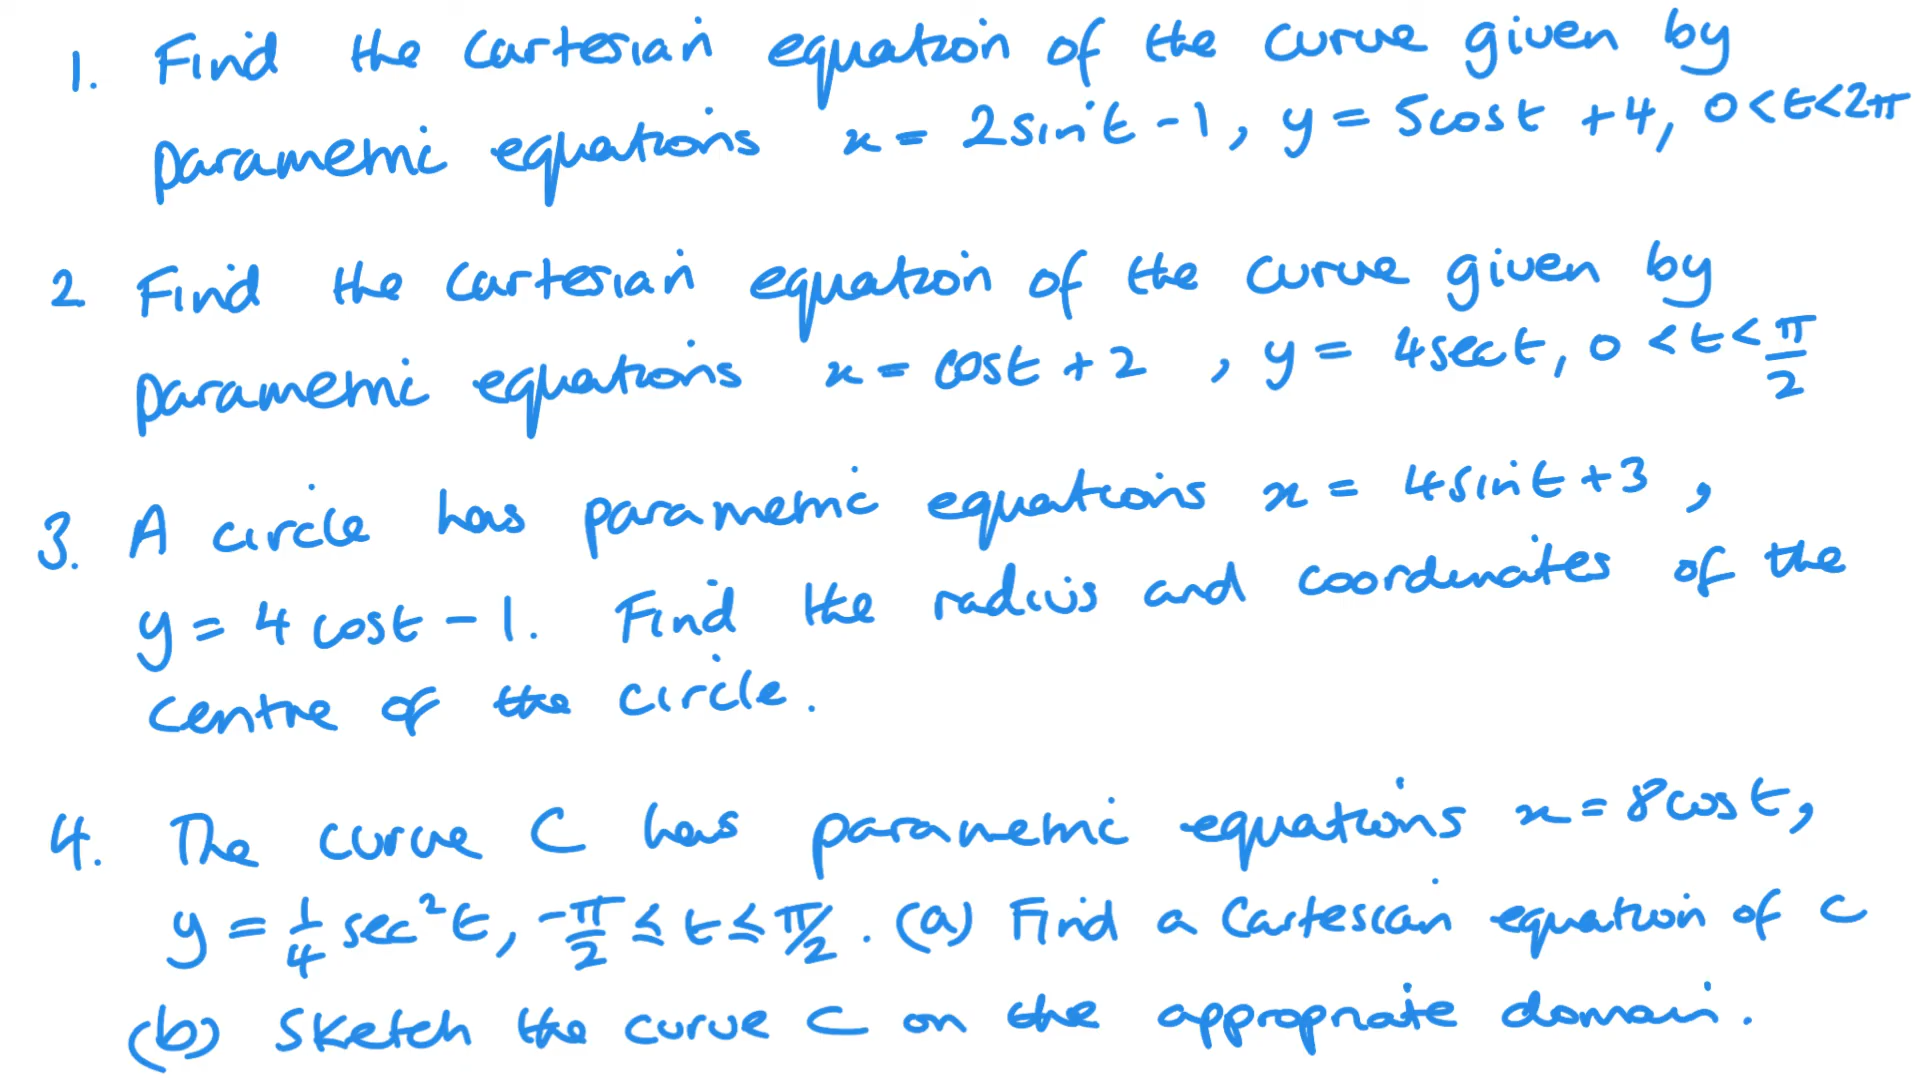 1. Find the Cartesian equation of the curve given by
parametric equations x = 2sint -1, y = 5cost +4, 0<t<2π
2 Find the Cartesian equation of the curve given by
parametric equations x = cost + 2 , y = 4sect, 0 <t< π/2
3. A circle has parametric equations x = 4sint+3 ,
y = 4 cost - 1. Find the radius and coordinates of the
centre of the circle.
4. The curve C has parametric equations x = 8cost,
y = 1/4 sec²t, -π/2 ≤ t ≤ π/2. (a) Find a Cartesian equation of C
(b) Sketch the curve C on the appropriate domain.